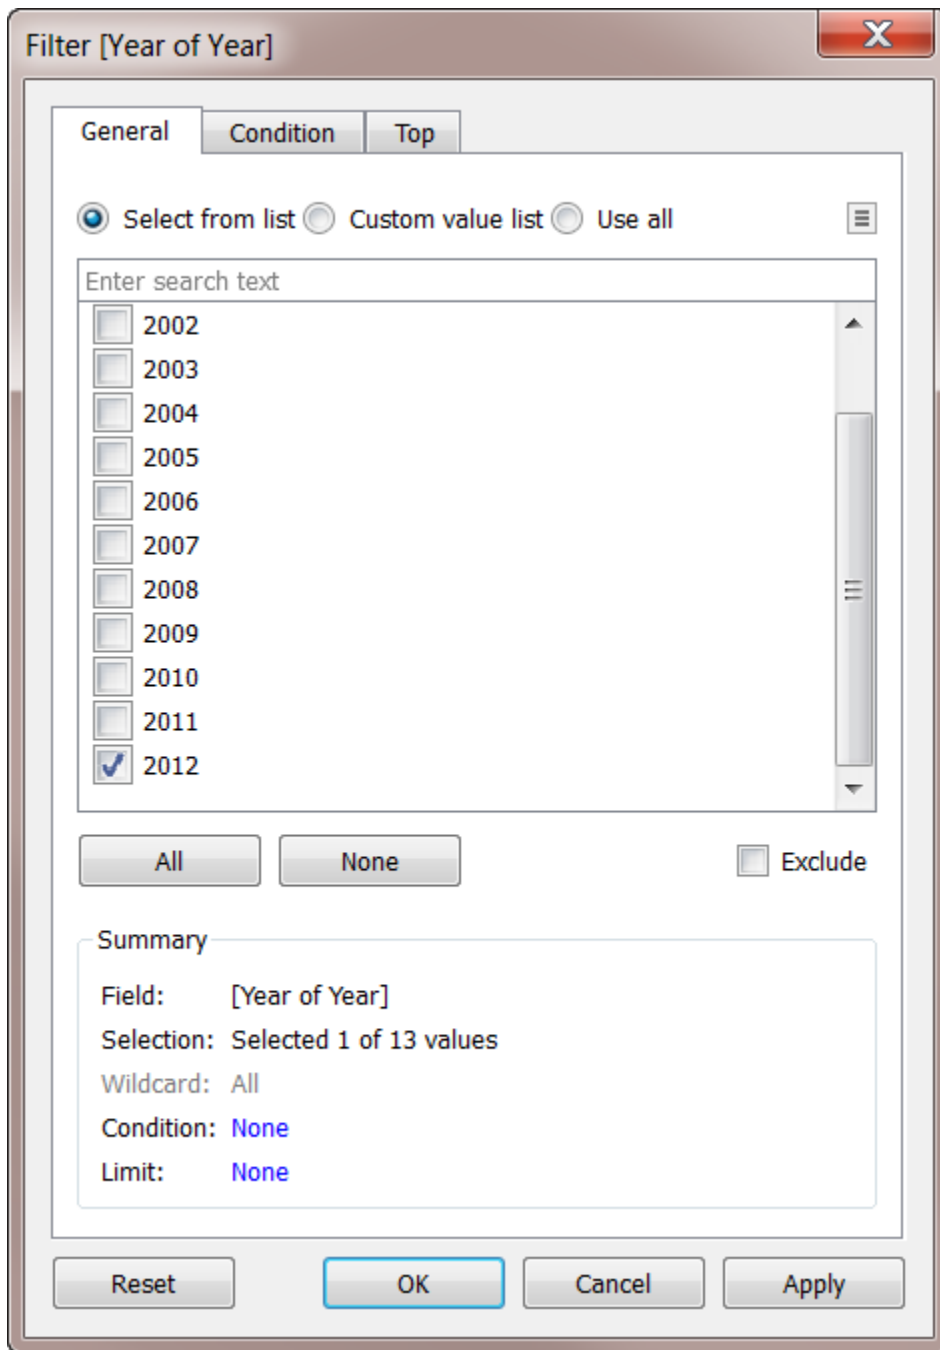 Filter [Year of Year]
General Condition Top
Select from list Custom value list Use all
Enter search text
2002
2003
2004
2005
2006
2007
2008
2009
2010
2011
2012
All None Exclude
Summary
Field: [Year of Year]
Selection: Selected 1 of 13 values
Wildcard: All
Condition: None
Limit: None
Reset OK Cancel Apply